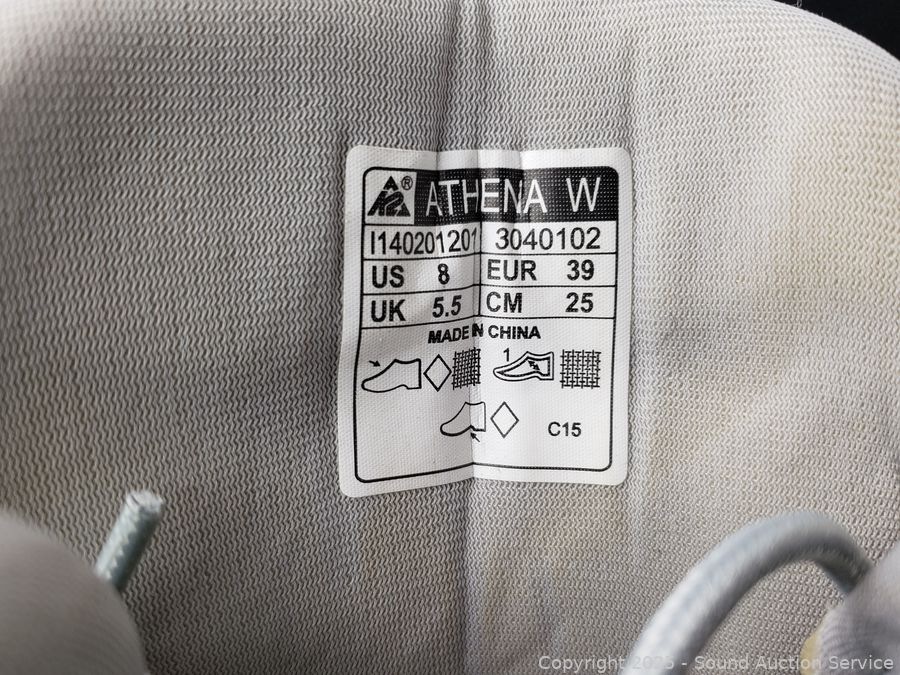 K2® ATHENA W
I140201201 3040102
US 8 EUR 39
UK 5.5 CM 25
MADE IN CHINA
1
C15
Copyright 2023 - Sound Auction Service